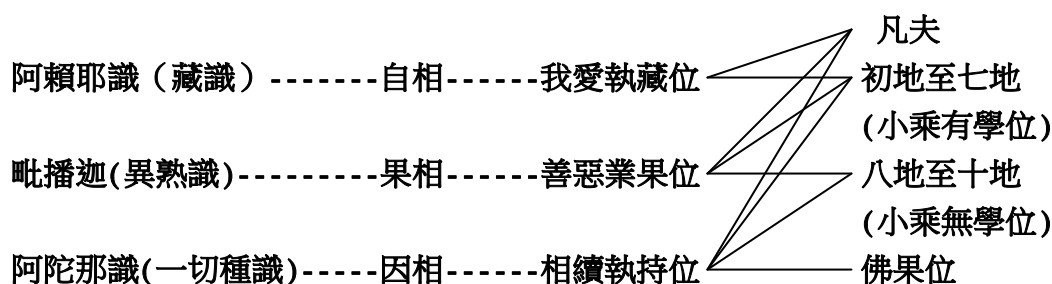 凡夫
阿賴耶識（藏識）-------自相------我愛執藏位 初地至七地
(小乘有學位)
毗播迦(異熟識)---------果相------善惡業果位 八地至十地
(小乘無學位)
阿陀那識(一切種識)-----因相------相續執持位 佛果位